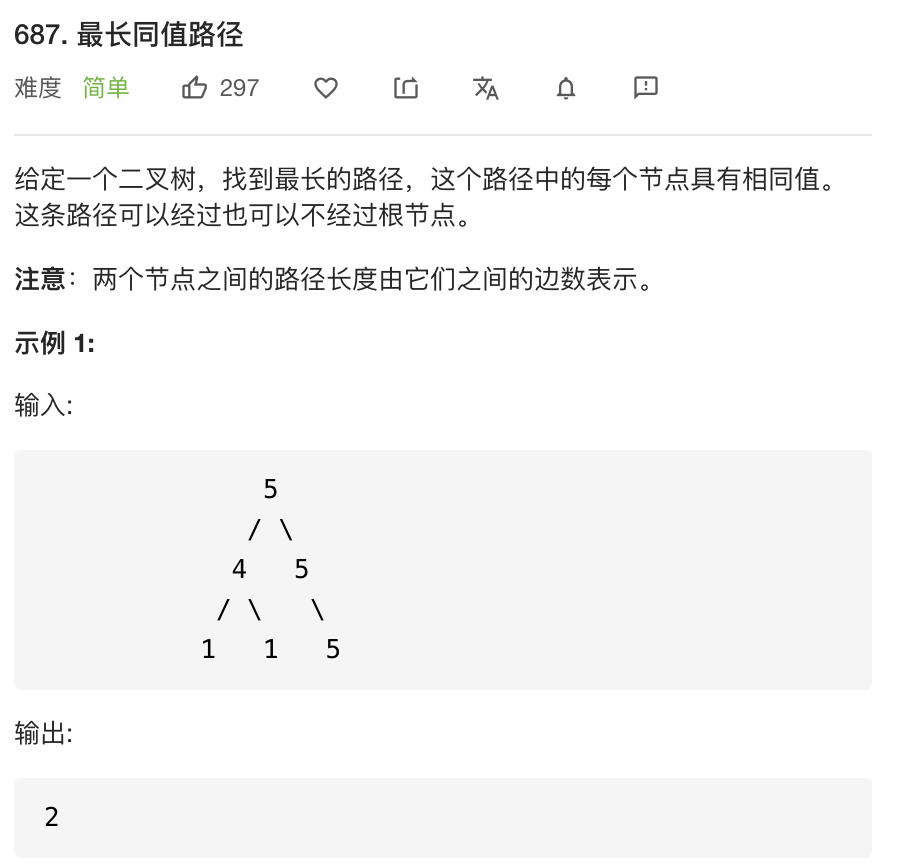 687. 最长同值路径
难度 简单 297
给定一个二叉树，找到最长的路径，这个路径中的每个节点具有相同值。
这条路径可以经过也可以不经过根节点。
注意：两个节点之间的路径长度由它们之间的边数表示。
示例 1:
输入:
5
/ \
4 5
/ \ \
1 1 5
输出:
2